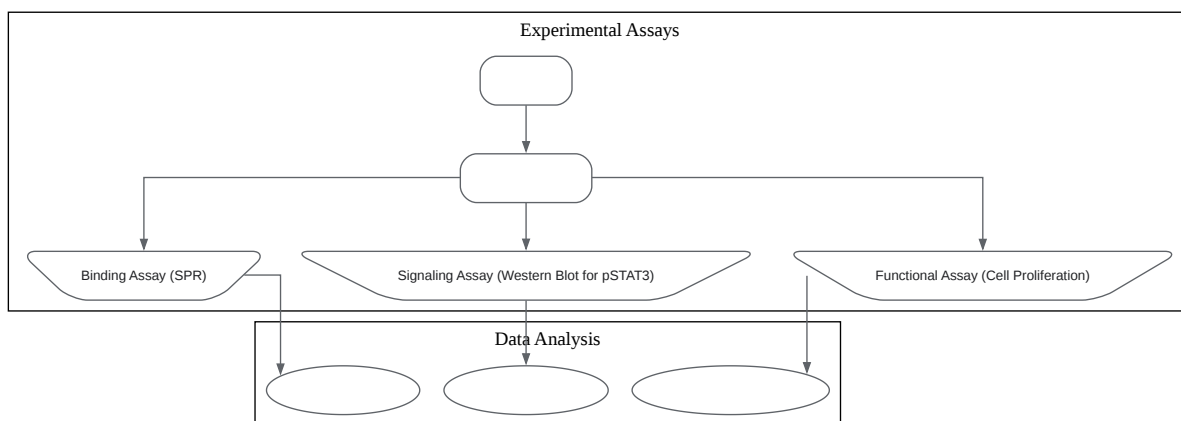 Experimental Assays
Binding Assay (SPR)
Signaling Assay (Western Blot for pSTAT3)
Functional Assay (Cell Proliferation)
Data Analysis